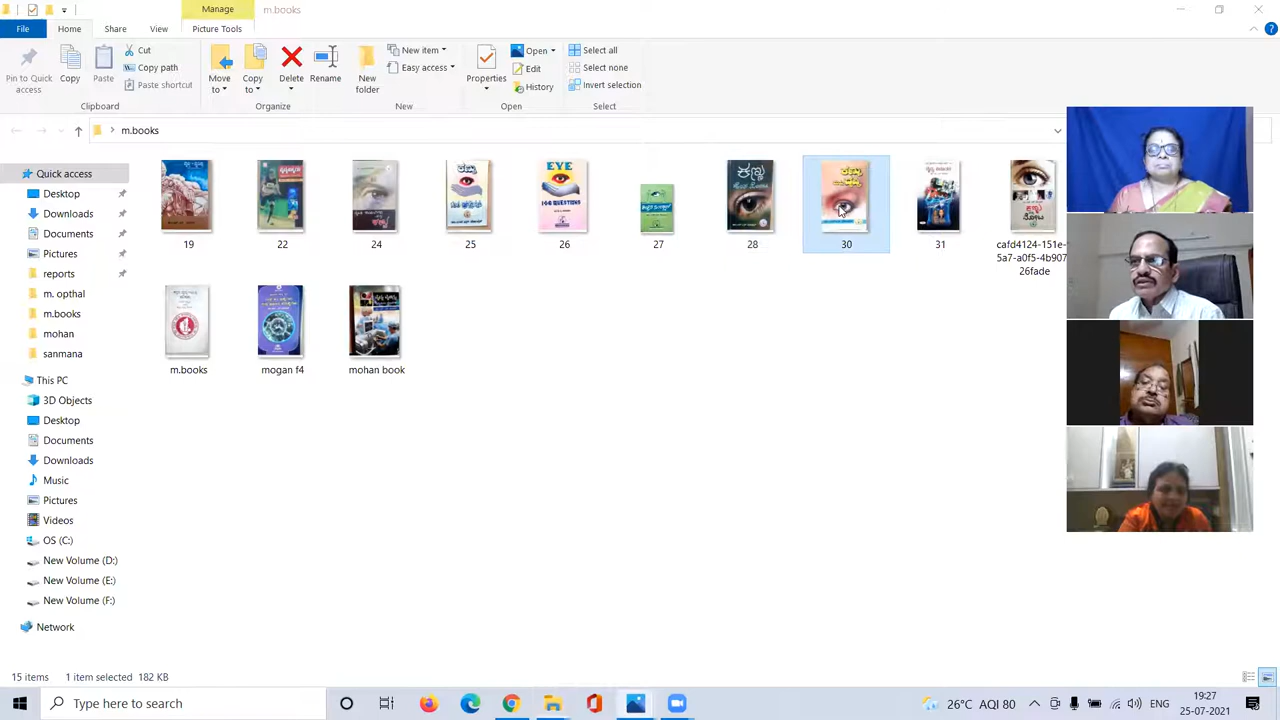 Manage
m.books
File
Home
Share
View
Picture Tools
Pin to Quick access
Copy
Paste
Cut
Copy path
Paste shortcut
Clipboard
Move to
Copy to
Delete
Rename
Organize
New folder
New item
Easy access
New
Properties
Open
Edit
History
Open
Select all
Select none
Invert selection
Select
m.books
Quick access
Desktop
Downloads
Documents
Pictures
reports
m. opthal
m.books
mohan
sanmana
This PC
3D Objects
Desktop
Documents
Downloads
Music
Pictures
Videos
OS (C:)
New Volume (D:)
New Volume (E:)
New Volume (F:)
Network
EYE
19
22
24
25
26
27
28
30
31
cafd4124-151e-
5a7-a0f5-4b907
26fade
m.books
mogan f4
mohan book
15 items
1 item selected 182 KB
Type here to search
26°C AQI 80
ENG
19:27
25-07-2021